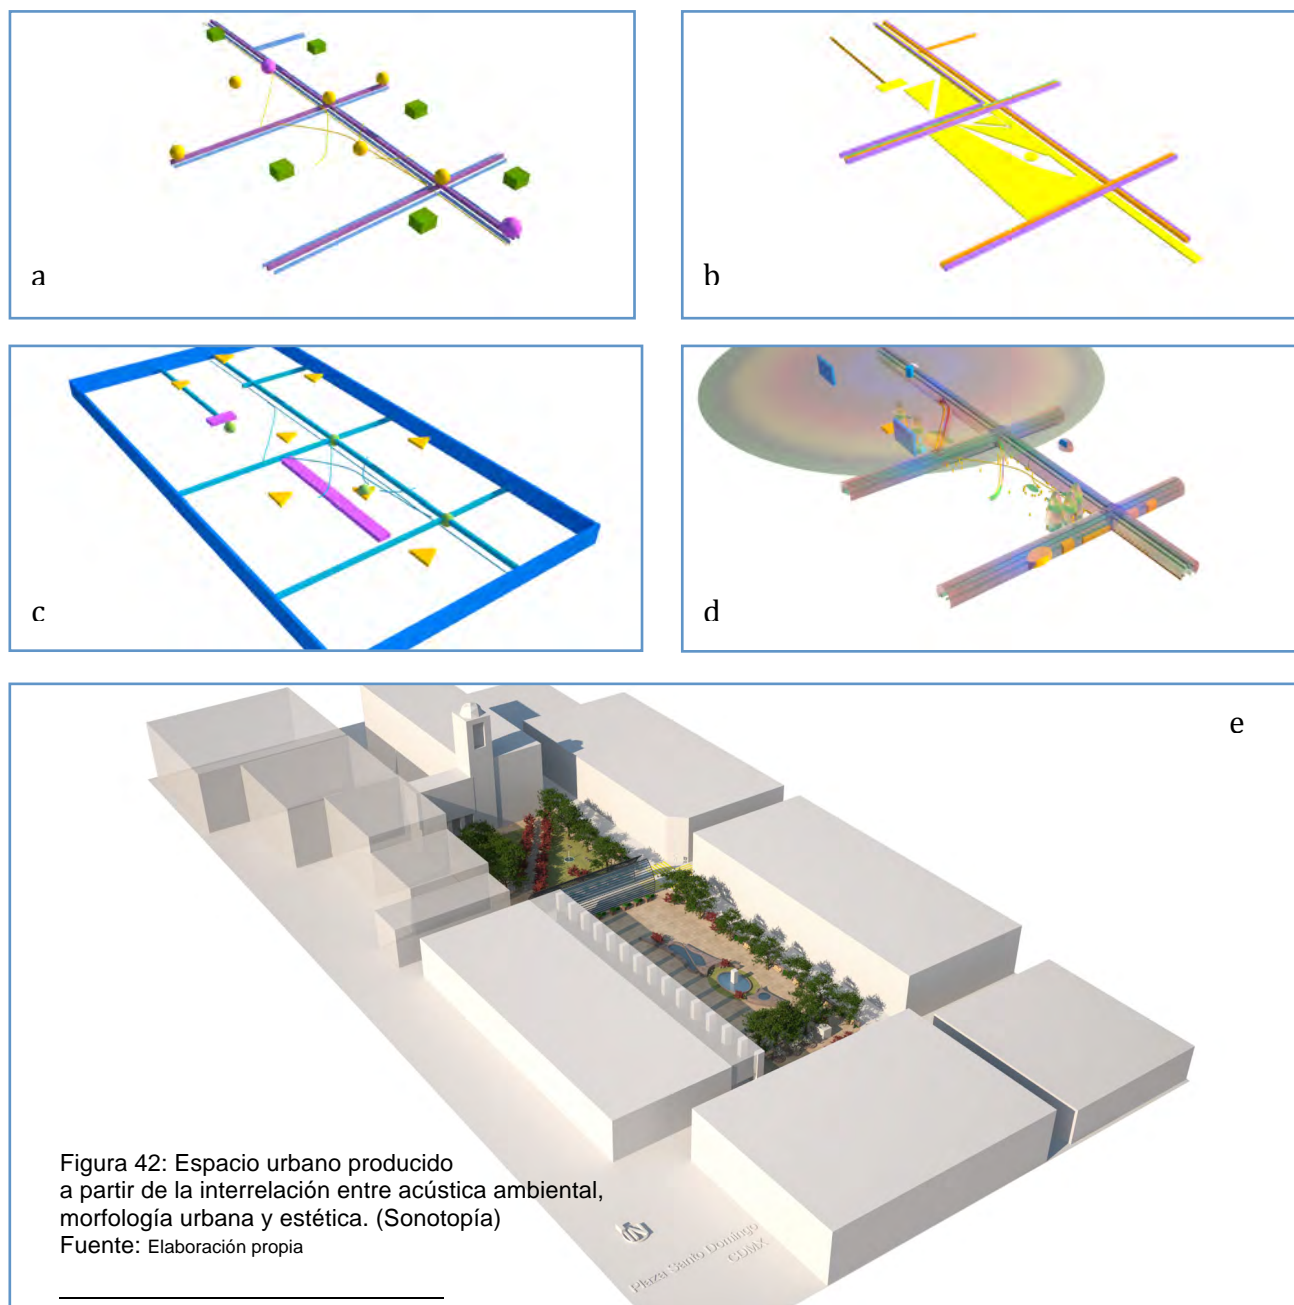 a
b
c
d
e
Figura 42: Espacio urbano producido
a partir de la interrelación entre acústica ambiental,
morfología urbana y estética. (Sonotopía)
Fuente: Elaboración propia
Plaza Santo Domingo
CDMX